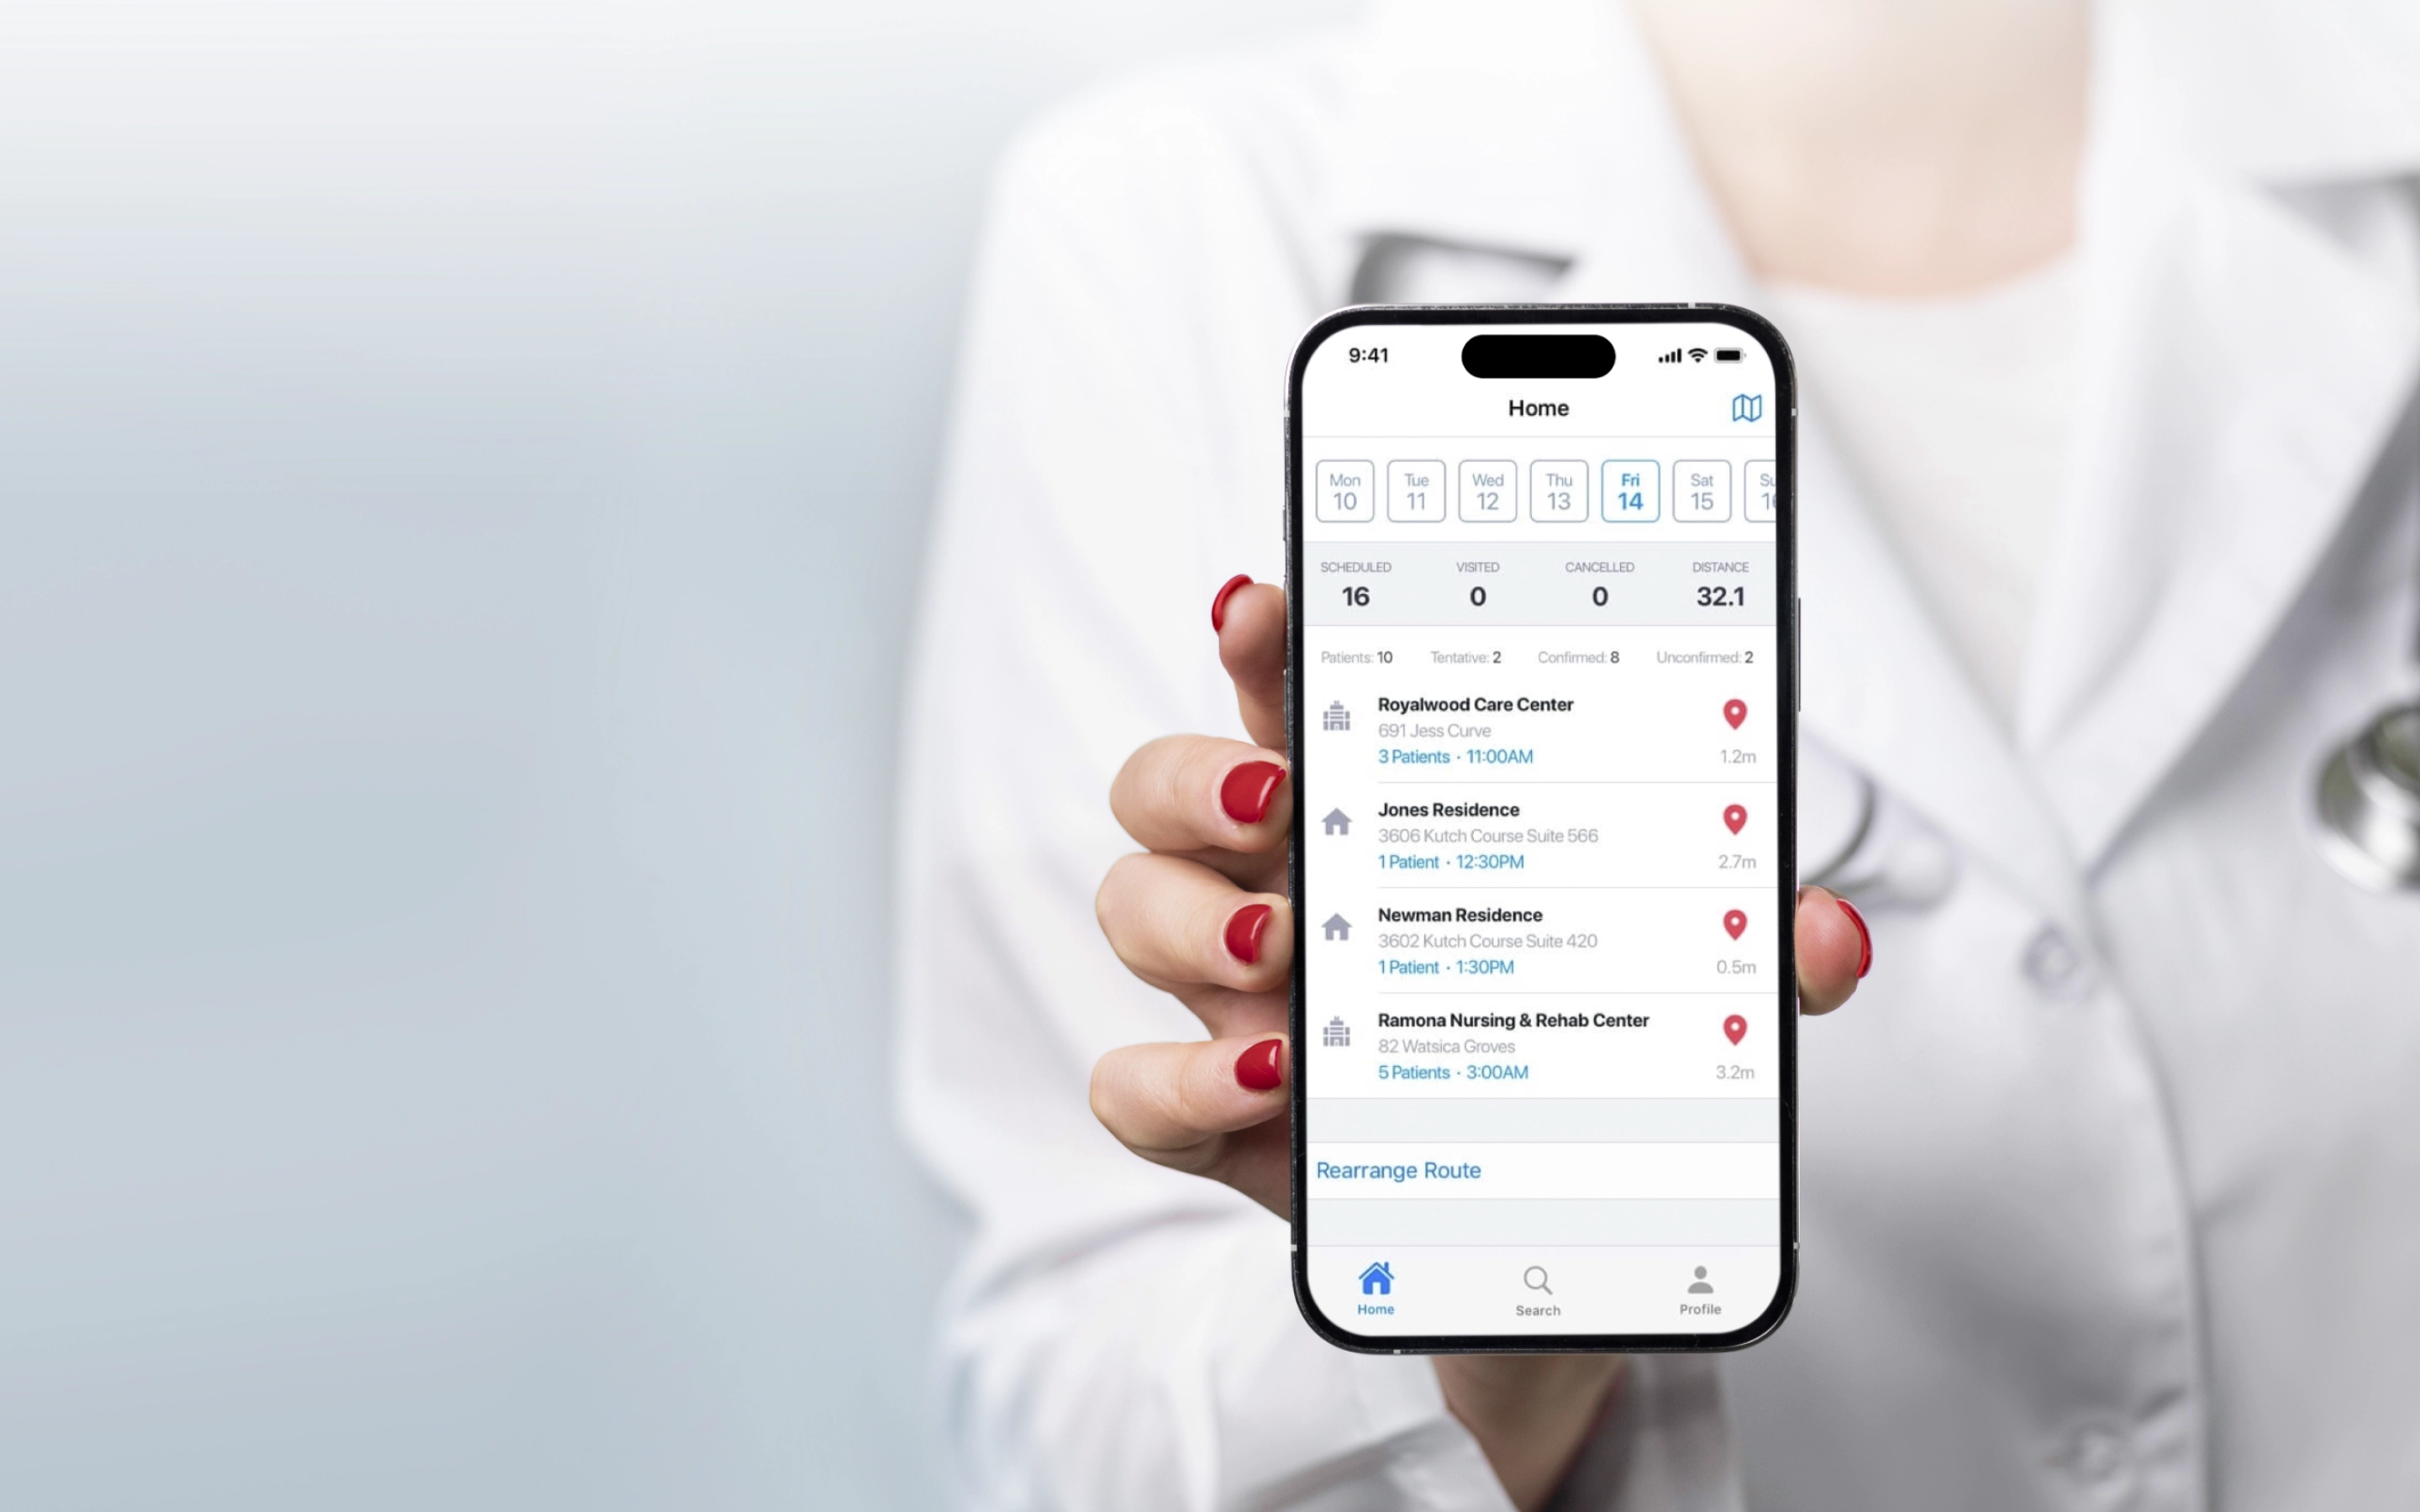 9:41
Home
Mon Tue Wed Thu Fri Sat
10 11 12 13 14 15
SCHEDULED VISITED CANCELLED DISTANCE
16 0 0 32.1
Patients: 10 Tentative: 2 Confirmed: 8 Unconfirmed: 2
Royalwood Care Center
691 Jess Curve
3 Patients · 11:00AM 1.2m
Jones Residence
3606 Kutch Course Suite 566
1 Patient · 12:30PM 2.7m
Newman Residence
3602 Kutch Course Suite 420
1 Patient · 1:30PM 0.5m
Ramona Nursing & Rehab Center
82 Watsica Groves
5 Patients · 3:00AM 3.2m
Rearrange Route
Home Search Profile